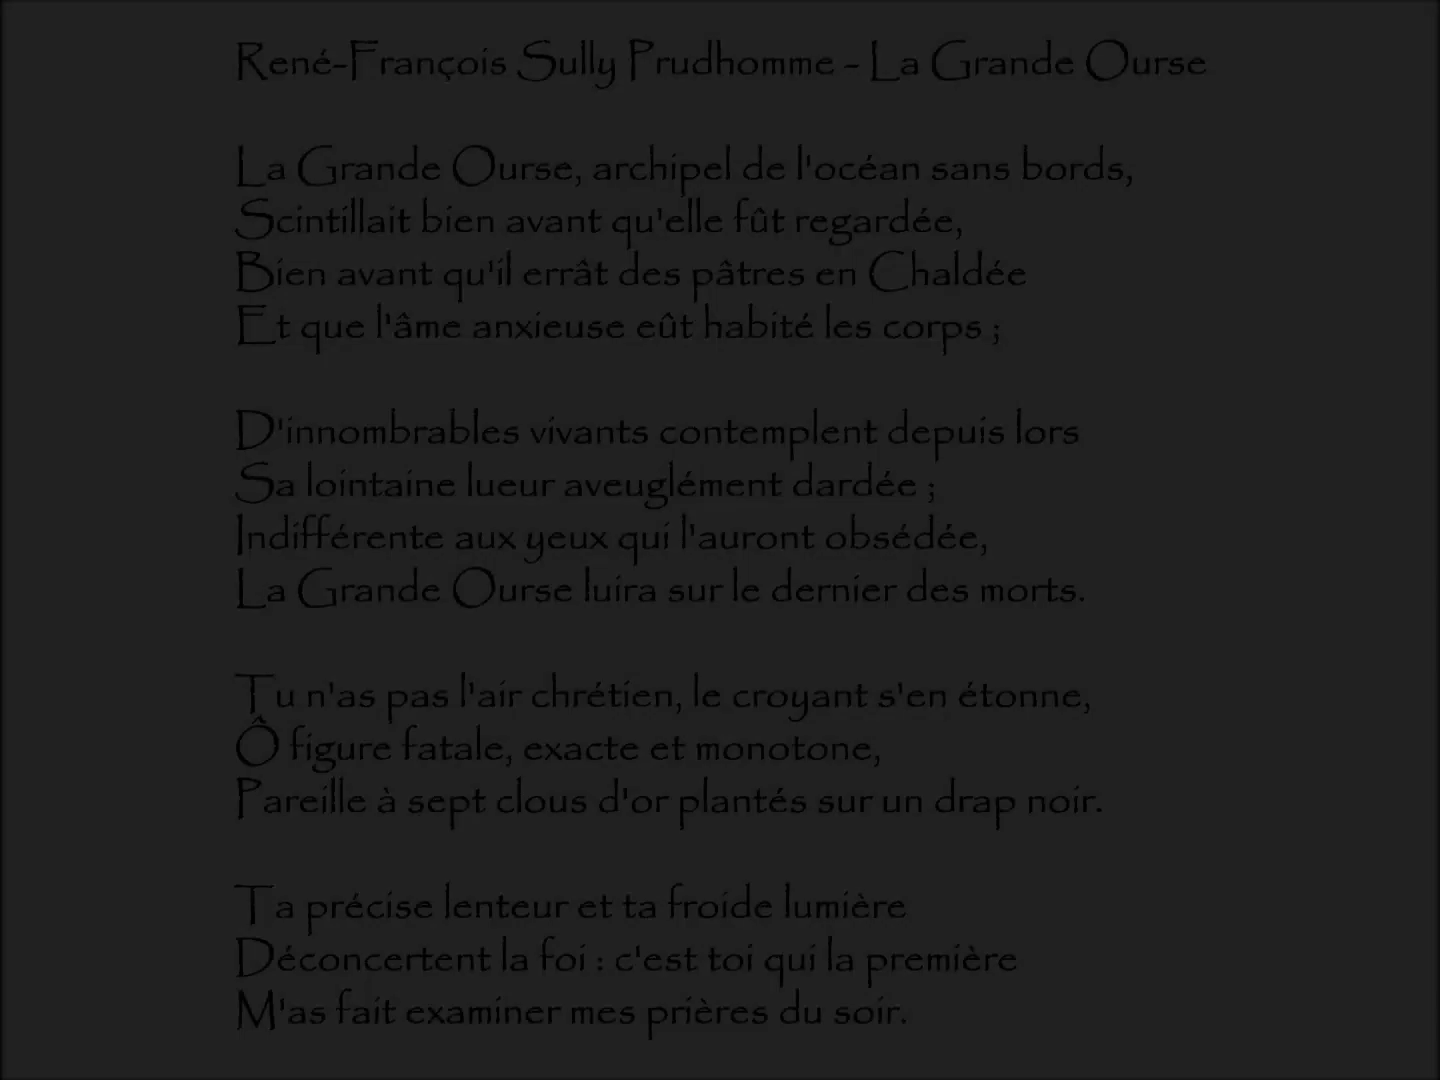 René-François Sully Prudhomme - La Grande Ourse
La Grande Ourse, archipel de l'océan sans bords,
Scintillait bien avant qu'elle fût regardée,
Bien avant qu'il errât des pâtres en Chaldée
Et que l'âme anxieuse eût habité les corps ;
D'innombrables vivants contemplent depuis lors
Sa lointaine lueur aveuglément dardée ;
Indifférente aux yeux qui l'auront obsédée,
La Grande Ourse luira sur le dernier des morts.
Tu n'as pas l'air chrétien, le croyant s'en étonne,
Ô figure fatale, exacte et monotone,
Pareille à sept clous d'or plantés sur un drap noir.
Ta précise lenteur et ta froide lumière
Déconcertent la foi : c'est toi qui la première
M'as fait examiner mes prières du soir.